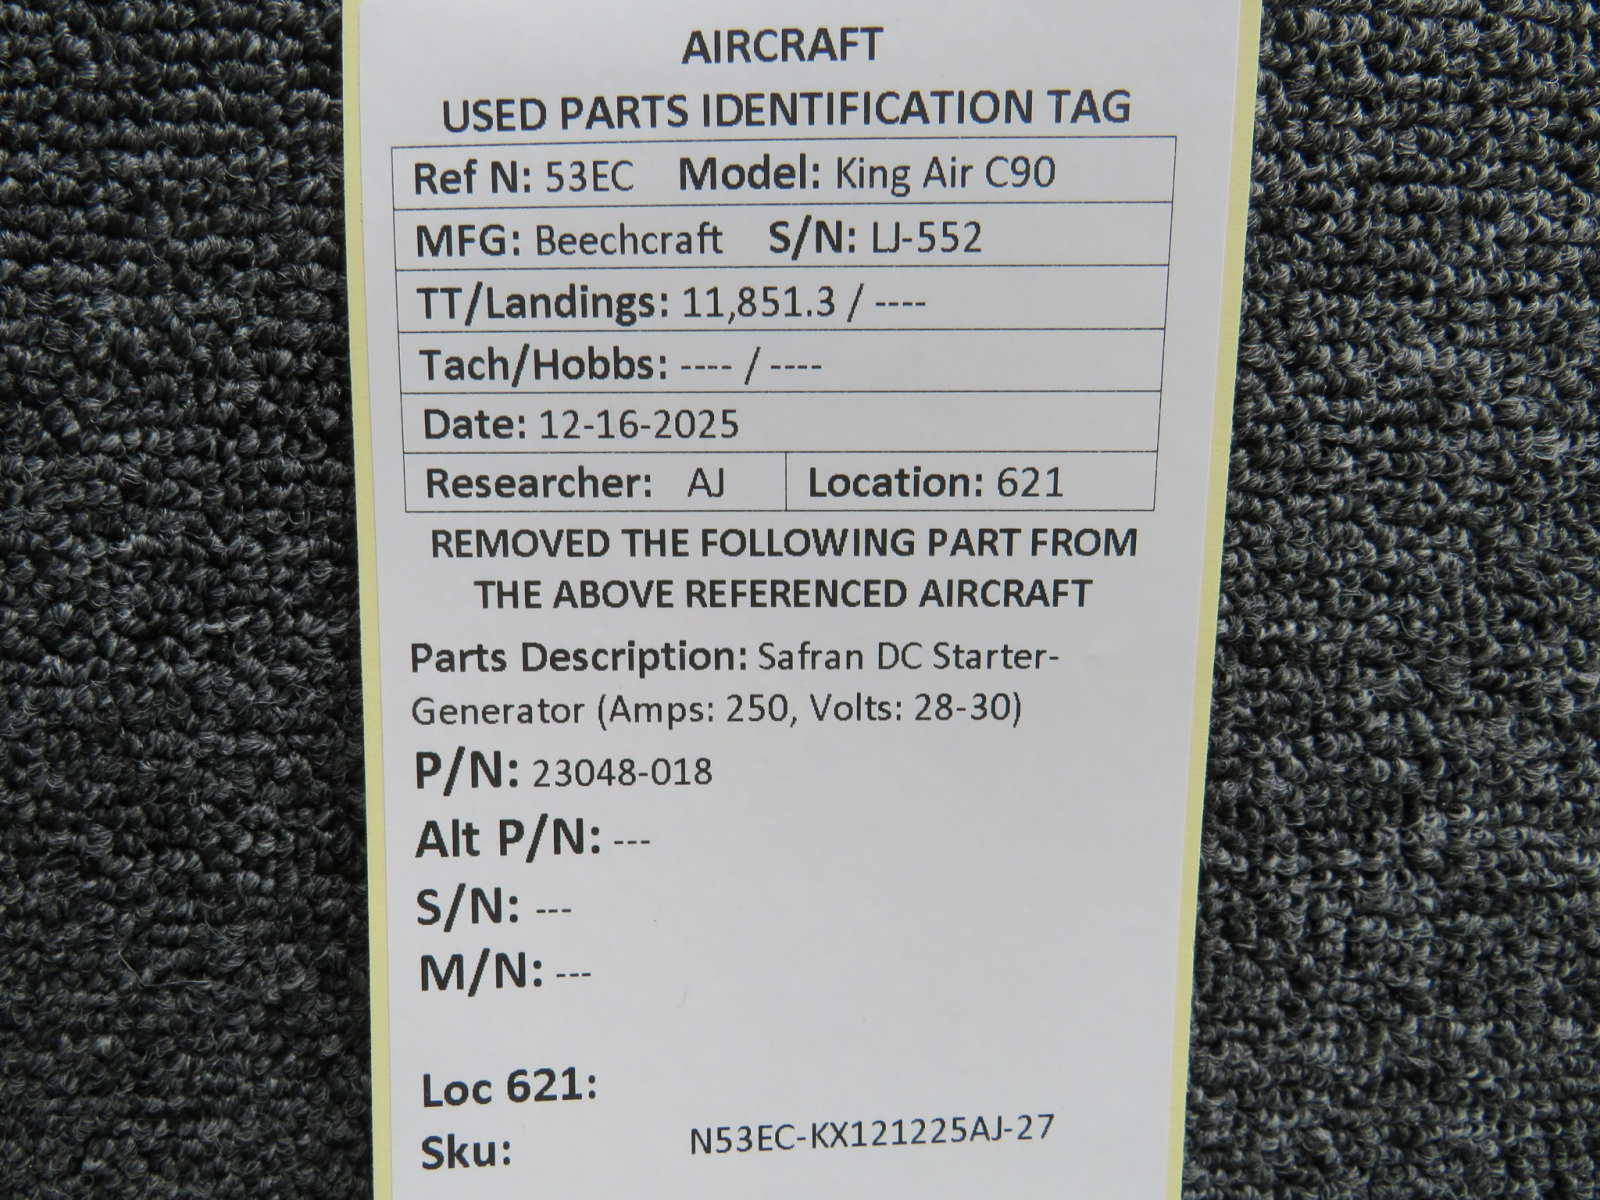 AIRCRAFT
USED PARTS IDENTIFICATION TAG
Ref N: 53EC Model: King Air C90
MFG: Beechcraft S/N: LJ-552
TT/Landings: 11,851.3 / ----
Tach/Hobbs: ---- / ----
Date: 12-16-2025
Researcher: AJ Location: 621
REMOVED THE FOLLOWING PART FROM
THE ABOVE REFERENCED AIRCRAFT
Parts Description: Safran DC Starter-
Generator (Amps: 250, Volts: 28-30)
P/N: 23048-018
Alt P/N: ---
S/N: ---
M/N: ---
Loc 621:
Sku: N53EC-KX121225AJ-27